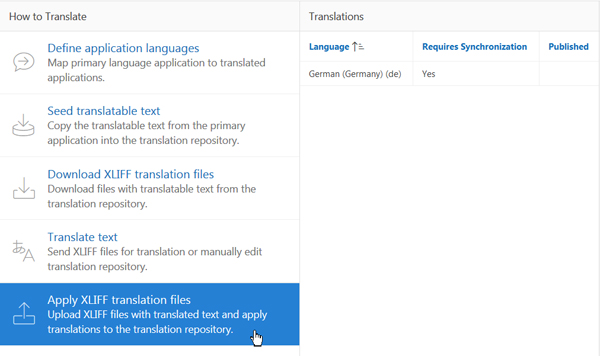 How to Translate
Define application languages
Map primary language application to translated
applications.
Seed translatable text
Copy the translatable text from the primary
application into the translation repository.
Download XLIFF translation files
Download files with translatable text from the
translation repository.
Translate text
Send XLIFF files for translation or manually edit
translation repository.
Apply XLIFF translation files
Upload XLIFF files with translated text and apply
translations to the translation repository.
Translations
Language Requires Synchronization Published
German (Germany) (de) Yes
あA